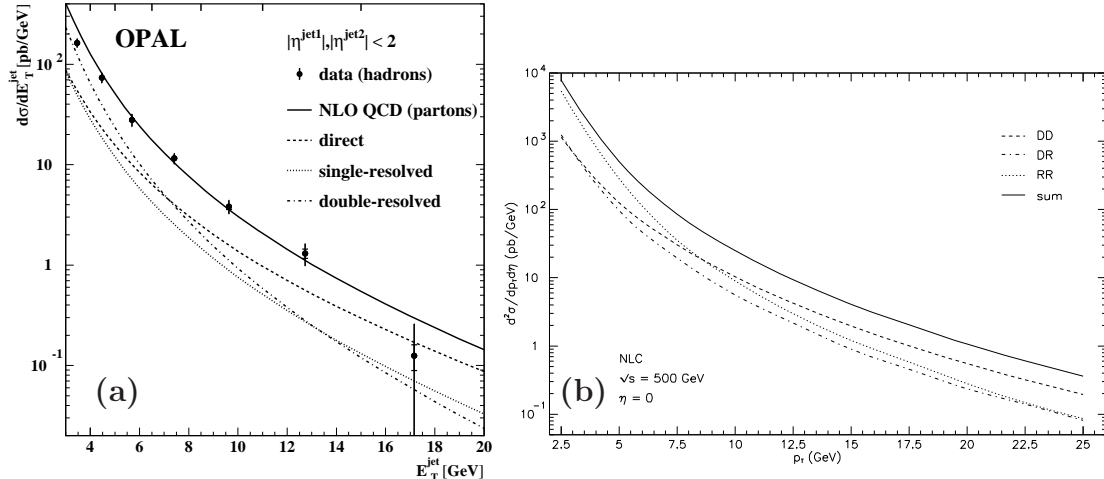 OPAL
|η^jet1|,|η^jet2| < 2
data (hadrons)
NLO QCD (partons)
direct
single-resolved
double-resolved
dσ/dE_T^jet [pb/GeV]
10^2
10
1
10^-1
4 6 8 10 12 14 16 18 20
E_T^jet [GeV]
(a)
d²σ/dp_T dη (pb/GeV)
10^4
10^3
10^2
10
1
10^-1
DD
DR
RR
sum
NLC
√s = 500 GeV
η = 0
2.5 5 7.5 10 12.5 15 17.5 20 22.5 25
p_T (GeV)
(b)